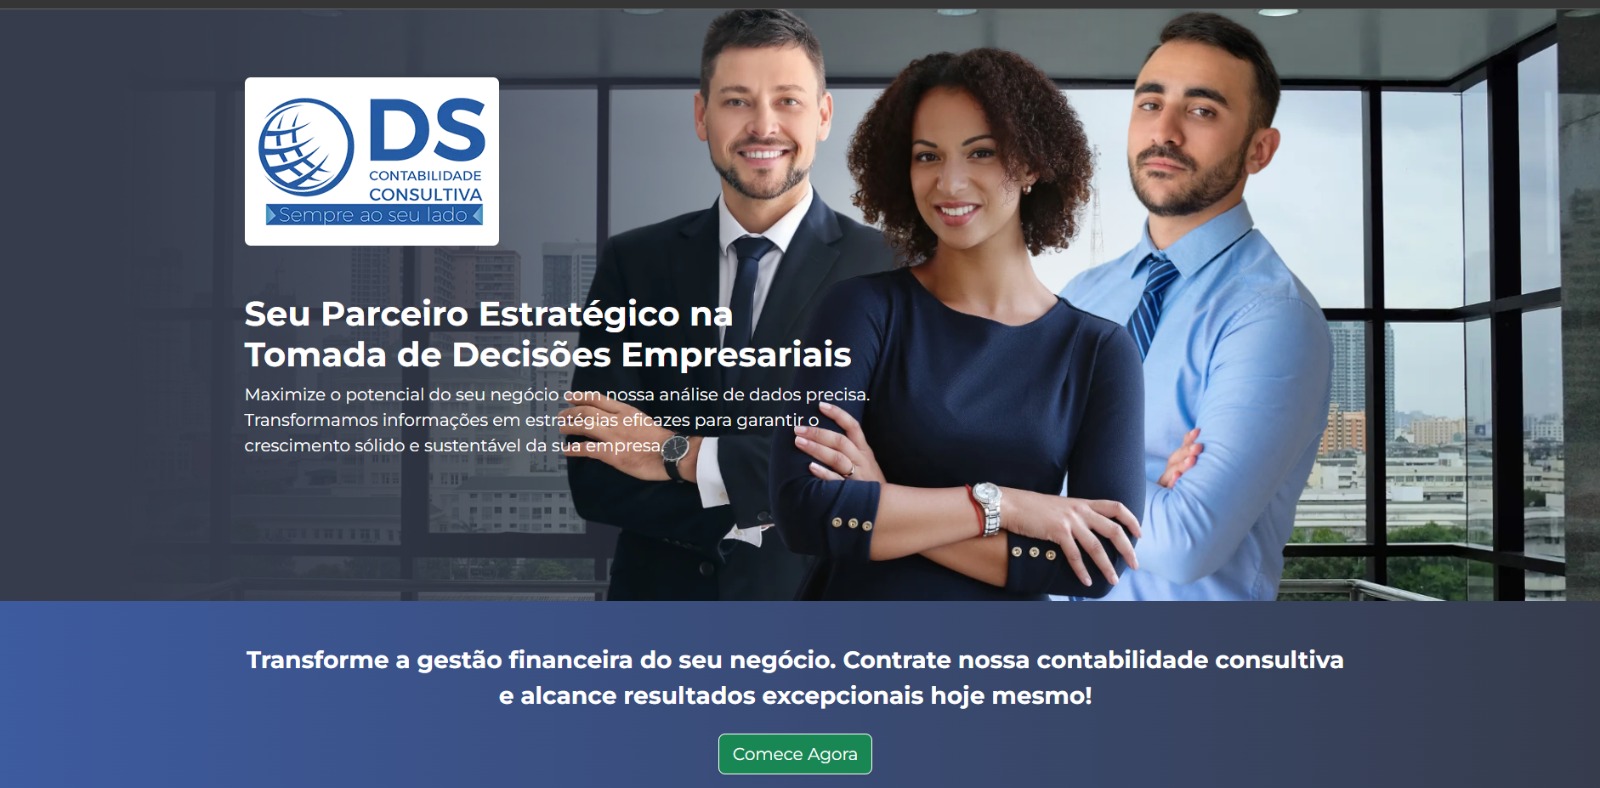 DS
CONTABILIDADE
CONSULTIVA
Sempre ao seu lado
Seu Parceiro Estratégico na
Tomada de Decisões Empresariais
Maximize o potencial do seu negócio com nossa análise de dados precisa.
Transformamos informações em estratégias eficazes para garantir o
crescimento sólido e sustentável da sua empresa.
Transforme a gestão financeira do seu negócio. Contrate nossa contabilidade consultiva
e alcance resultados excepcionais hoje mesmo!
Comece Agora